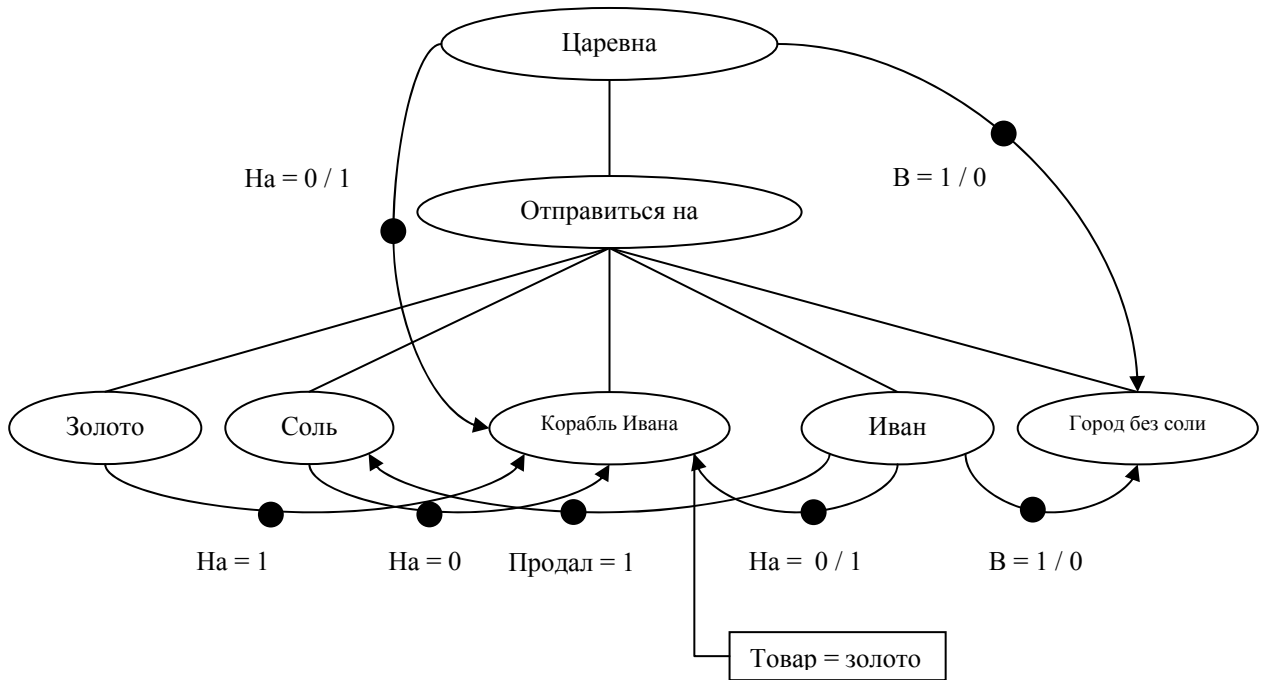 Царевна
На = 0 / 1
В = 1 / 0
Отправиться на
Золото
Соль
Корабль Ивана
Иван
Город без соли
На = 1
На = 0
Продал = 1
На = 0 / 1
В = 1 / 0
Товар = золото